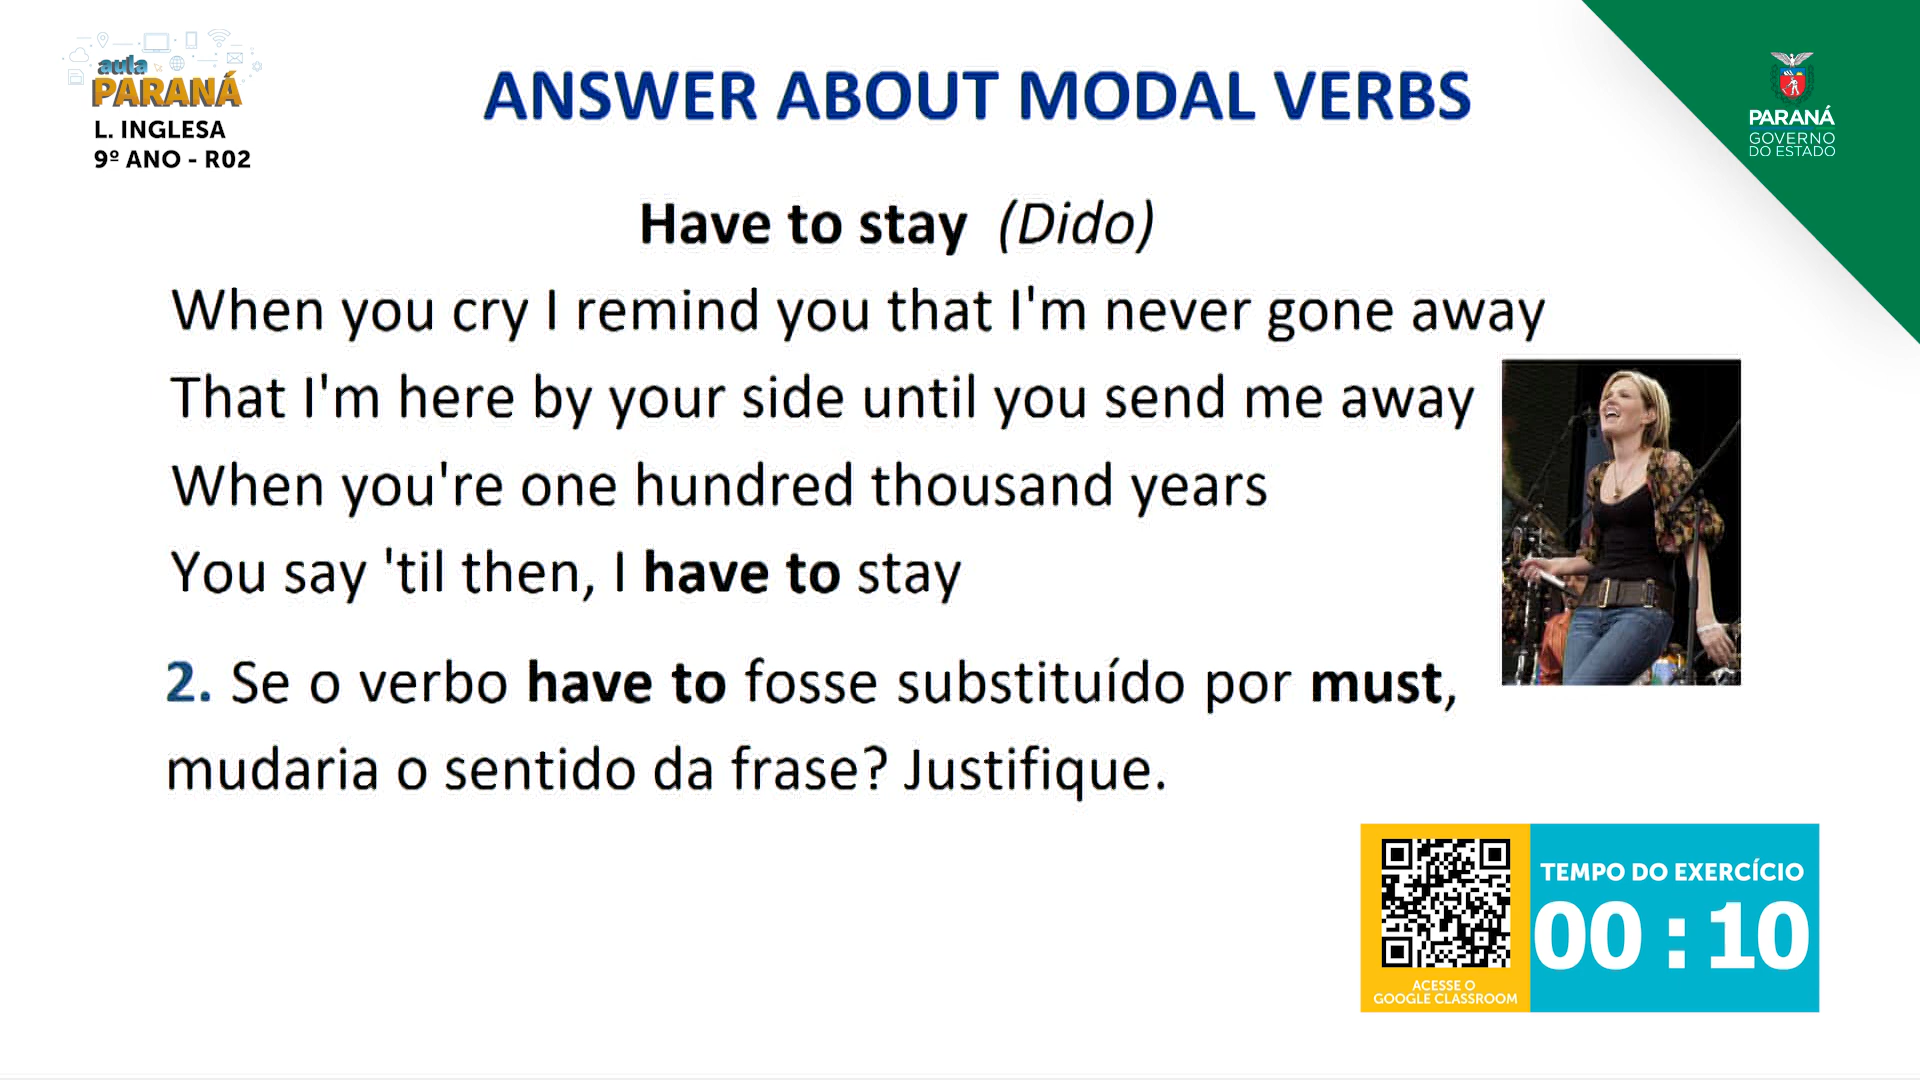 aula
PARANÁ
L. INGLESA
9º ANO - R02
ANSWER ABOUT MODAL VERBS
PARANÁ
GOVERNO
DO ESTADO
Have to stay (Dido)
When you cry I remind you that I'm never gone away
That I'm here by your side until you send me away
When you're one hundred thousand years
You say 'til then, I have to stay
2. Se o verbo have to fosse substituído por must,
mudaria o sentido da frase? Justifique.
TEMPO DO EXERCÍCIO
00 : 10
ACESSE O
GOOGLE CLASSROOM